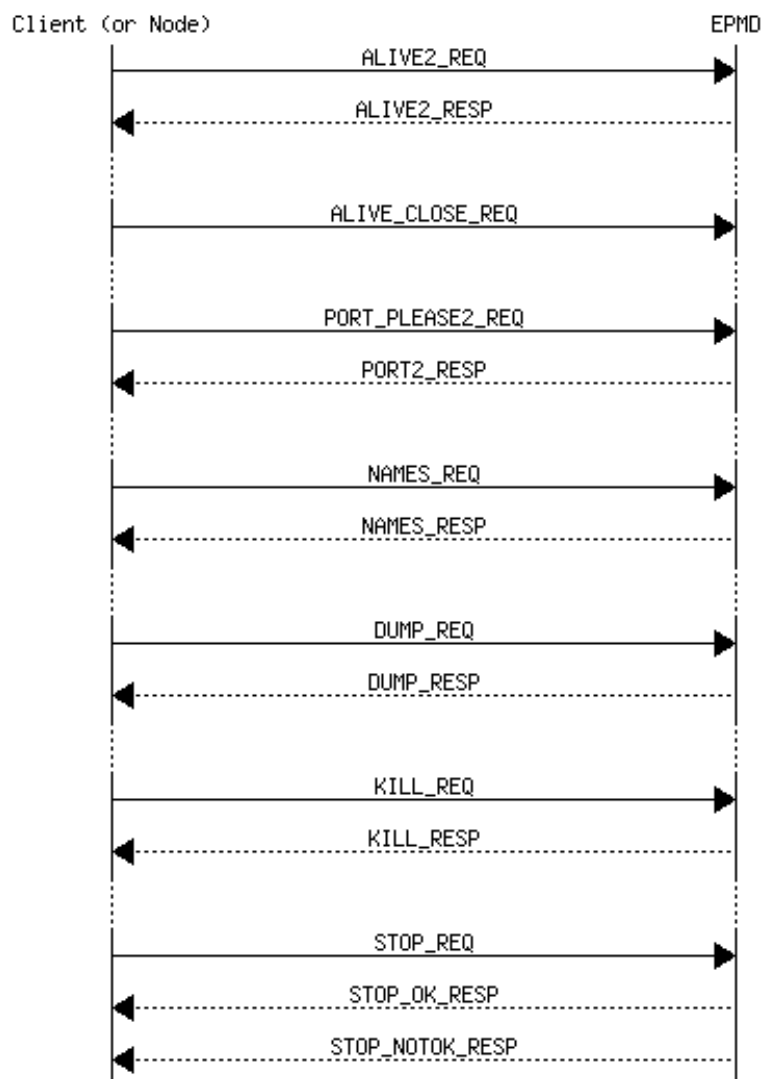 Client (or Node) EPMD
ALIVE2_REQ
ALIVE2_RESP
ALIVE_CLOSE_REQ
PORT_PLEASE2_REQ
PORT2_RESP
NAMES_REQ
NAMES_RESP
DUMP_REQ
DUMP_RESP
KILL_REQ
KILL_RESP
STOP_REQ
STOP_OK_RESP
STOP_NOTOK_RESP